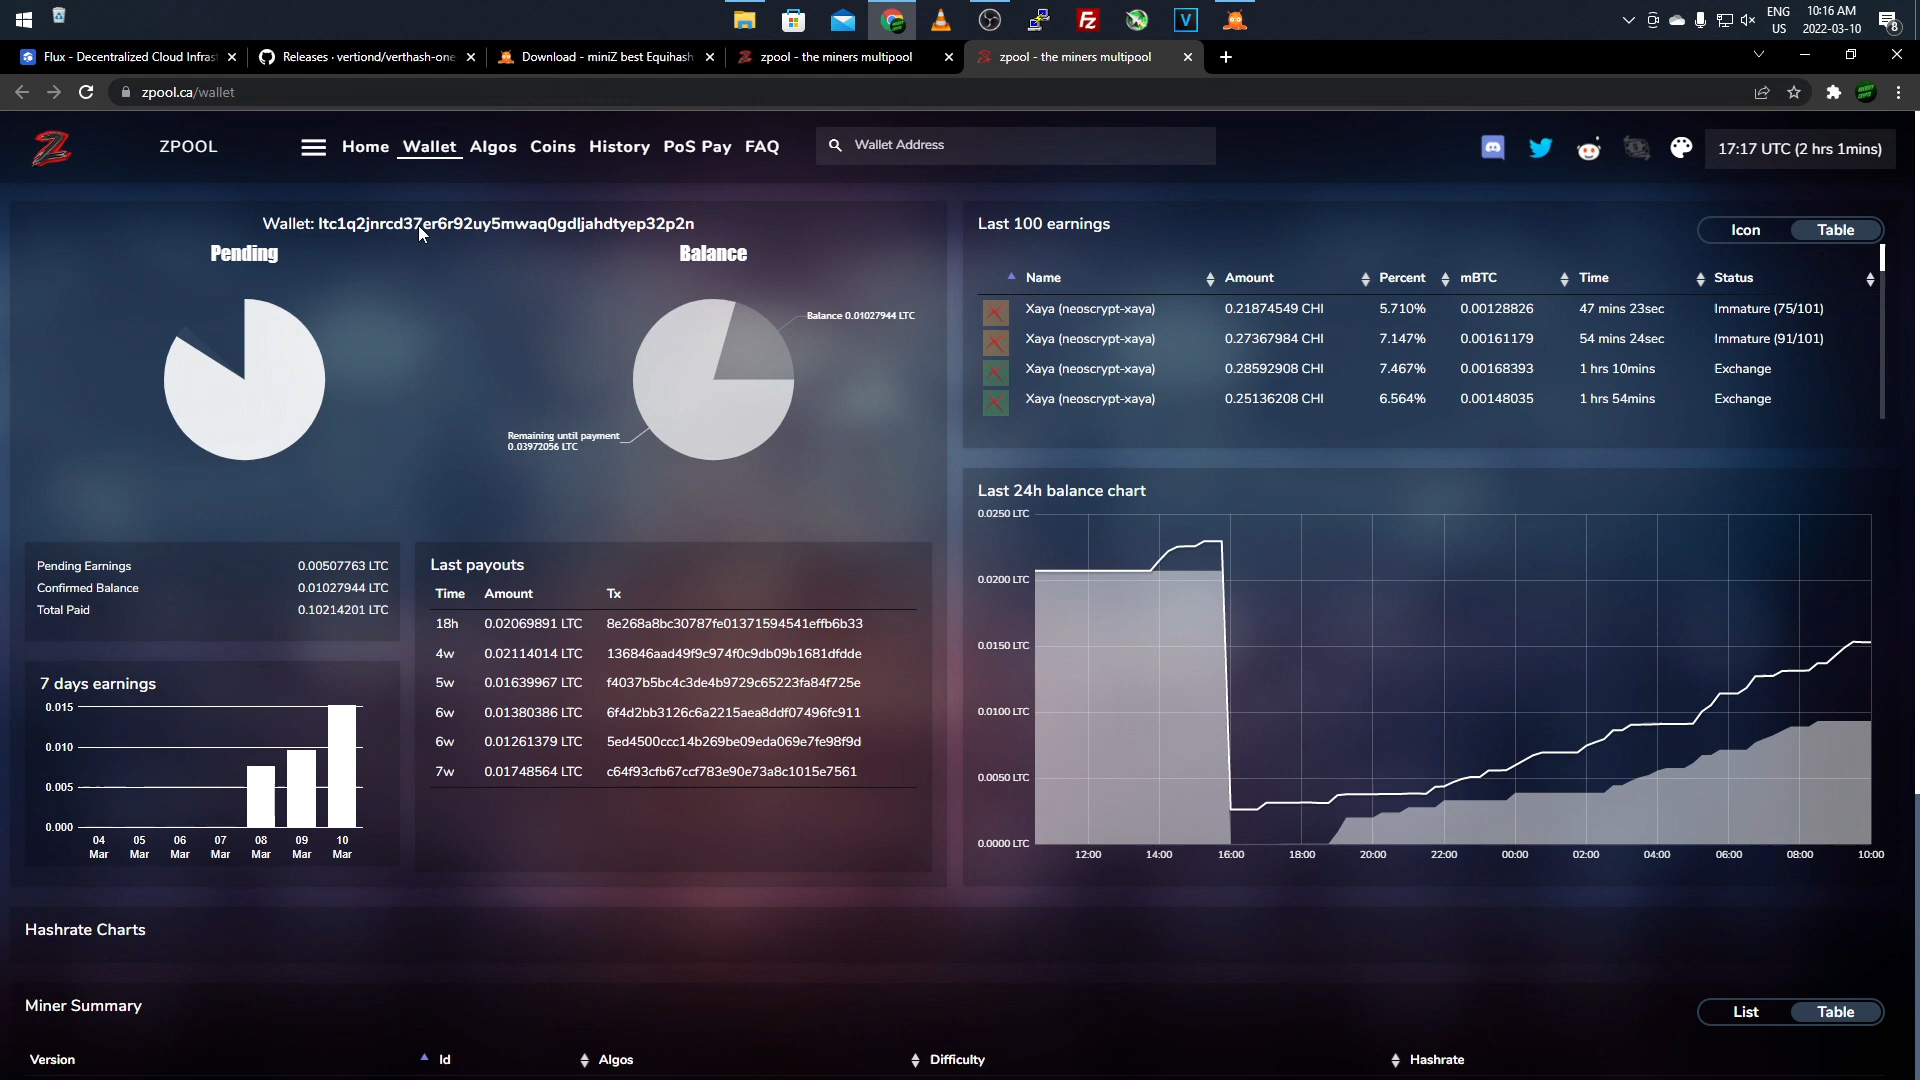 ENG
US
10:16 AM
2022-03-10
8
Flux - Decentralized Cloud Infrast
Releases · vertiond/verthash-one
Download - miniZ best Equihash
zpool - the miners multipool
zpool - the miners multipool
zpool.ca/wallet
ZPOOL
Home
Wallet
Algos
Coins
History
PoS Pay
FAQ
Wallet Address
17:17 UTC (2 hrs 1mins)
Wallet: ltc1q2jnrcd37er6r92uy5mwaq0gdljahdtyep32p2n
Pending
Balance
Balance 0.01027944 LTC
Remaining until payment
0.03972056 LTC
Pending Earnings 0.00507763 LTC
Confirmed Balance 0.01027944 LTC
Total Paid 0.10214201 LTC
7 days earnings
0.015
0.010
0.005
0.000
04 05 06 07 08 09 10
Mar Mar Mar Mar Mar Mar Mar
Last payouts
Time Amount Tx
18h 0.02069891 LTC 8e268a8bc30787fe01371594541effb6b33
4w 0.02114014 LTC 136846aad49f9c974f0c9db09b1681dfdde
5w 0.01639967 LTC f4037b5bc4c3de4b9729c65223fa84f725e
6w 0.01380386 LTC 6f4d2bb3126c6a2215aea8ddf07496fc911
6w 0.01261379 LTC 5ed4500ccc14b269be09eda069e7fe98f9d
7w 0.01748564 LTC c64f93cfb67ccf783e90e73a8c1015e7561
Last 100 earnings
Icon
Table
Name Amount Percent mBTC Time Status
Xaya (neoscrypt-xaya) 0.21874549 CHI 5.710% 0.00128826 47 mins 23sec Immature (75/101)
Xaya (neoscrypt-xaya) 0.27367984 CHI 7.147% 0.00161179 54 mins 24sec Immature (91/101)
Xaya (neoscrypt-xaya) 0.28592908 CHI 7.467% 0.00168393 1 hrs 10mins Exchange
Xaya (neoscrypt-xaya) 0.25136208 CHI 6.564% 0.00148035 1 hrs 54mins Exchange
Last 24h balance chart
0.0250 LTC
0.0200 LTC
0.0150 LTC
0.0100 LTC
0.0050 LTC
0.0000 LTC
12:00 14:00 16:00 18:00 20:00 22:00 00:00 02:00 04:00 06:00 08:00 10:00
Hashrate Charts
Miner Summary
List
Table
Version Id Algos Difficulty Hashrate